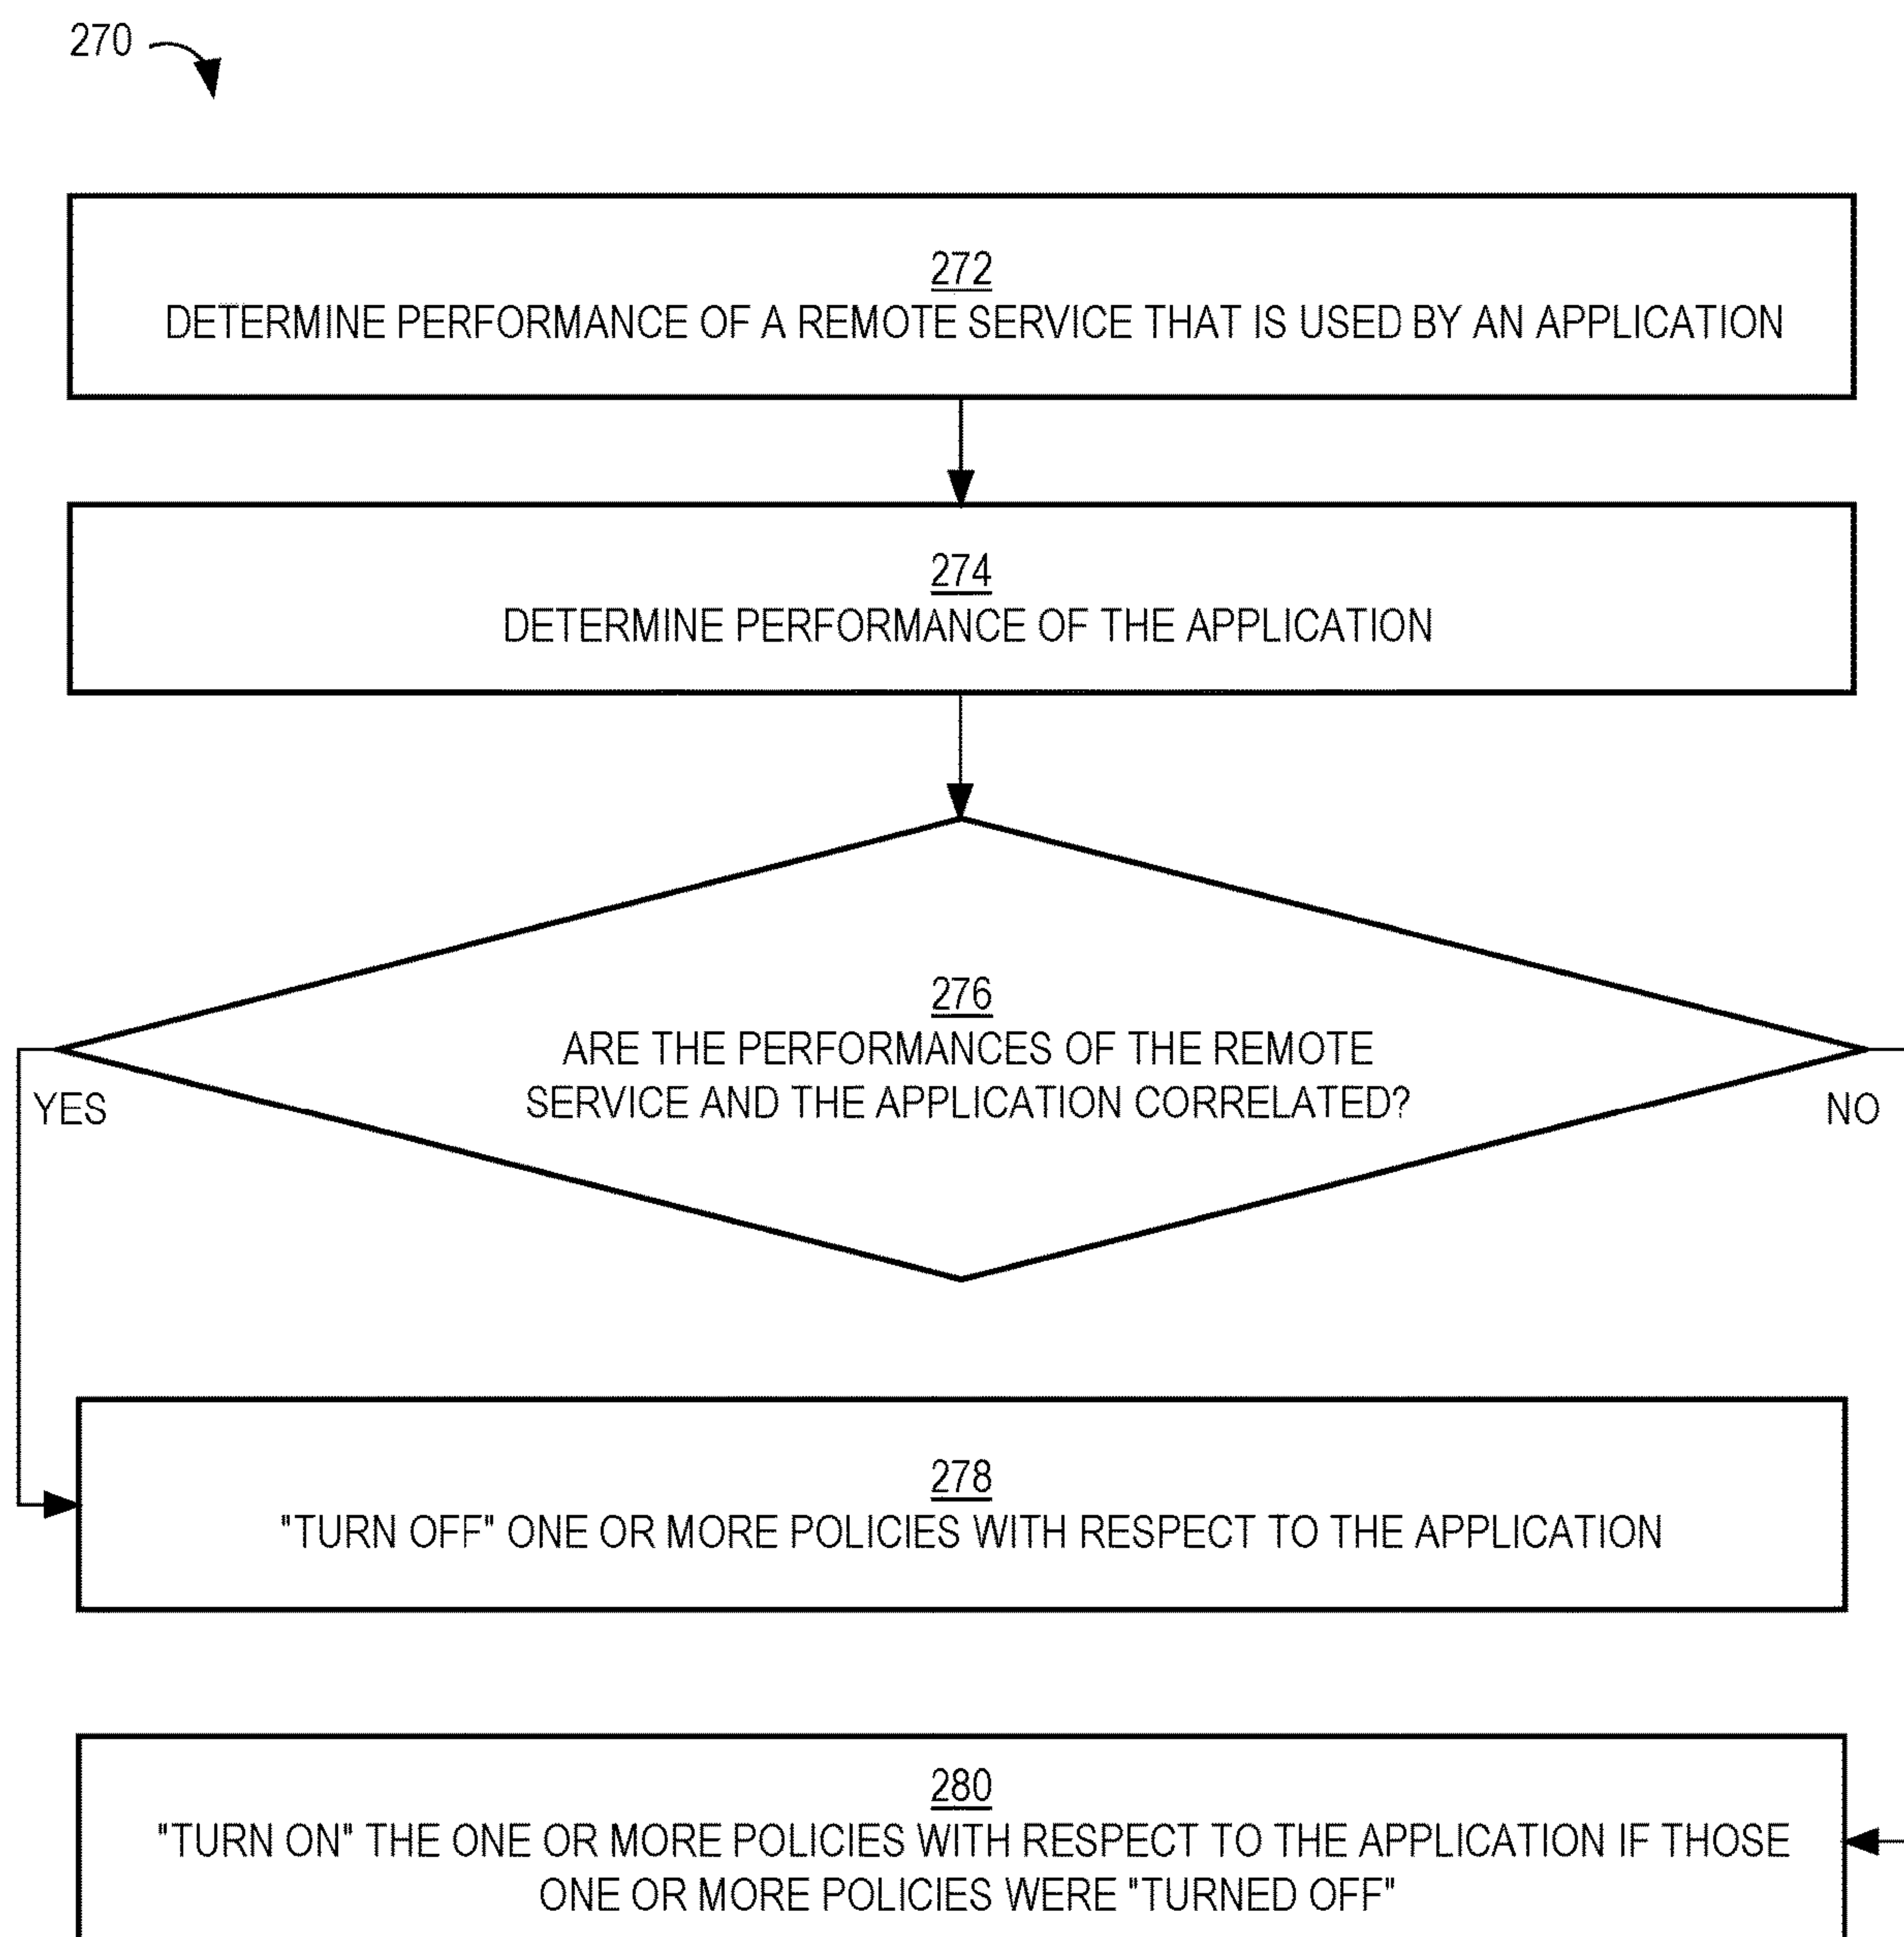 270
272
DETERMINE PERFORMANCE OF A REMOTE SERVICE THAT IS USED BY AN APPLICATION
274
DETERMINE PERFORMANCE OF THE APPLICATION
276
ARE THE PERFORMANCES OF THE REMOTE
SERVICE AND THE APPLICATION CORRELATED?
YES
NO
278
"TURN OFF" ONE OR MORE POLICIES WITH RESPECT TO THE APPLICATION
280
"TURN ON" THE ONE OR MORE POLICIES WITH RESPECT TO THE APPLICATION IF THOSE
ONE OR MORE POLICIES WERE "TURNED OFF"